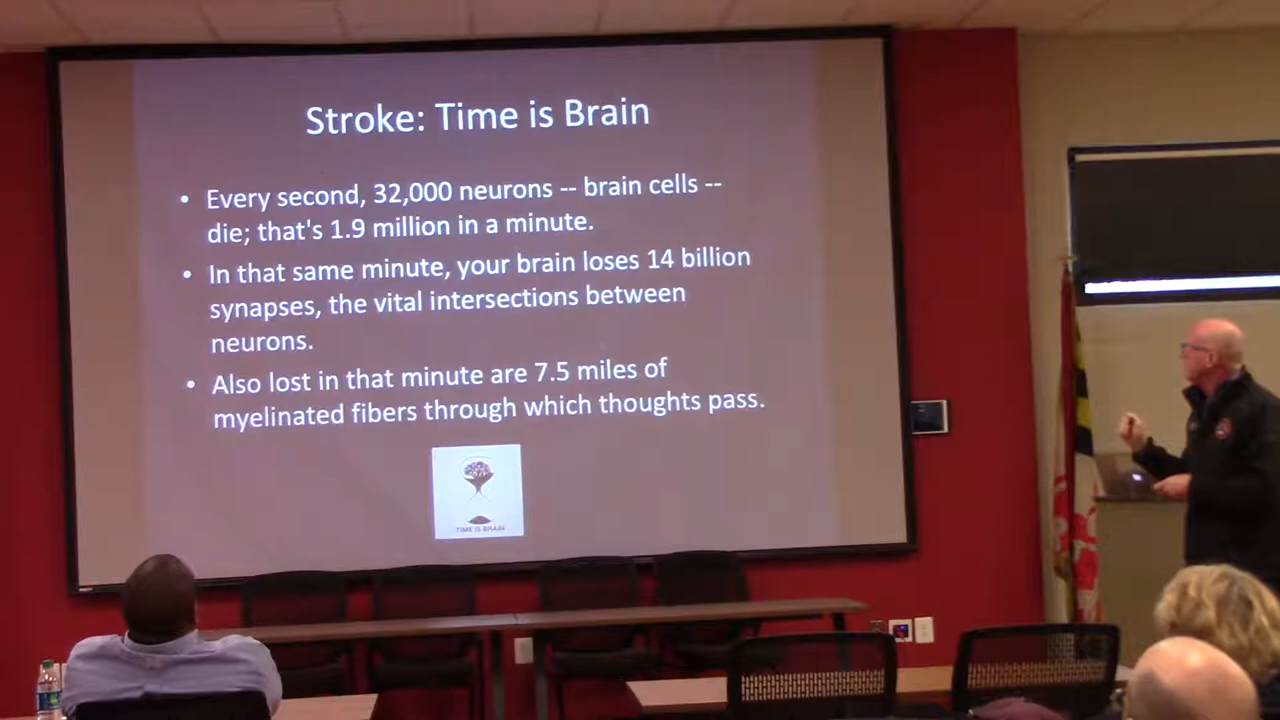 Stroke: Time is Brain
• Every second, 32,000 neurons -- brain cells --
die; that's 1.9 million in a minute.
• In that same minute, your brain loses 14 billion
synapses, the vital intersections between
neurons.
• Also lost in that minute are 7.5 miles of
myelinated fibers through which thoughts pass.
TIME IS BRAIN